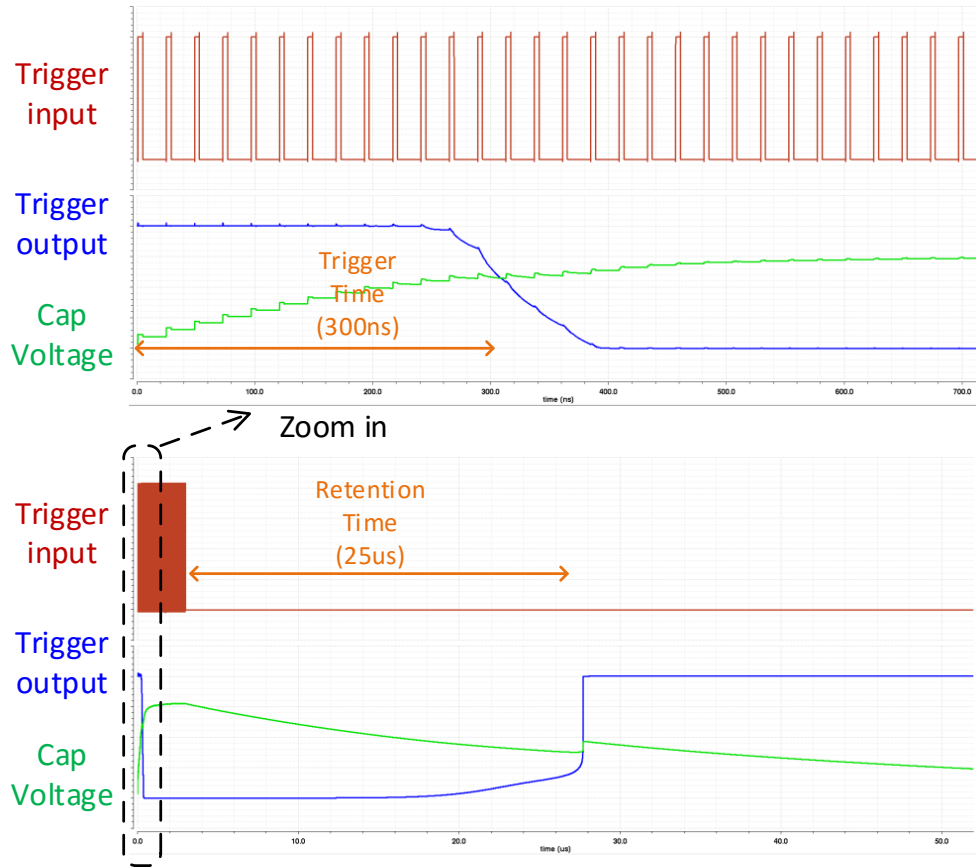 Trigger
input
Trigger
output
Trigger
Time
(300ns)
Cap
Voltage
0.0 100.0 200.0 300.0 400.0 500.0 600.0 700.0
time (ns)
Zoom in
Trigger
input
Retention
Time
(25us)
Trigger
output
Cap
Voltage
0.0 10.0 20.0 30.0 40.0 50.0
time (us)